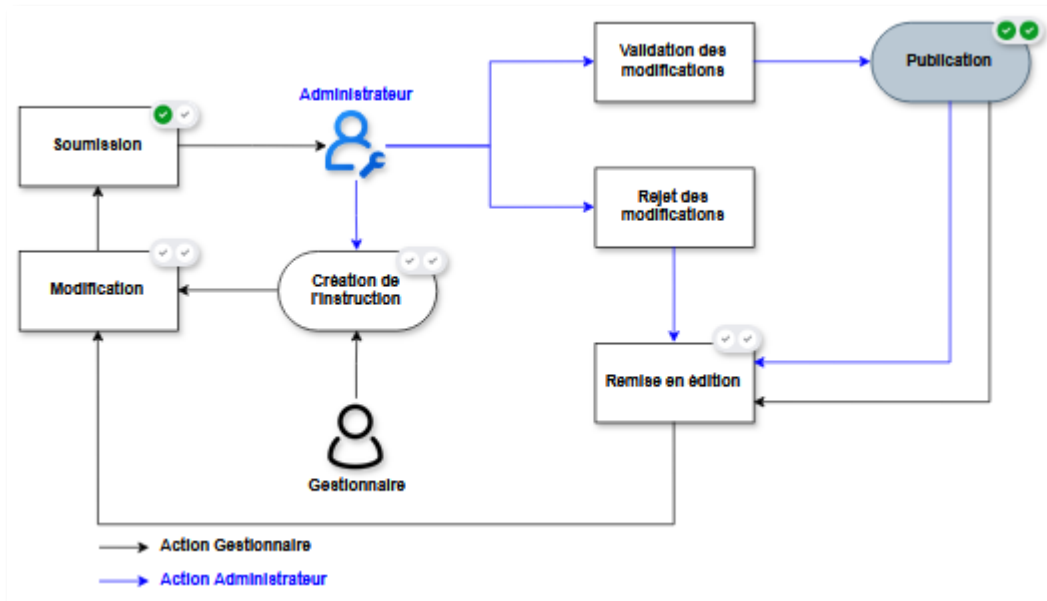 Validation des
modifications
Publication
Administrateur
Soumission
Rejet des
modifications
Modification
Création de
l'Instruction
Remise en édition
Gestionnaire
Action Gestionnaire
Action Administrateur